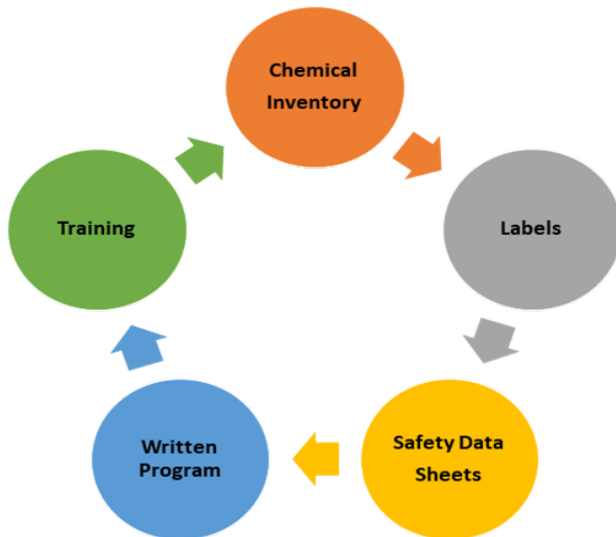 Chemical
Inventory
Labels
Safety Data
Sheets
Written
Program
Training